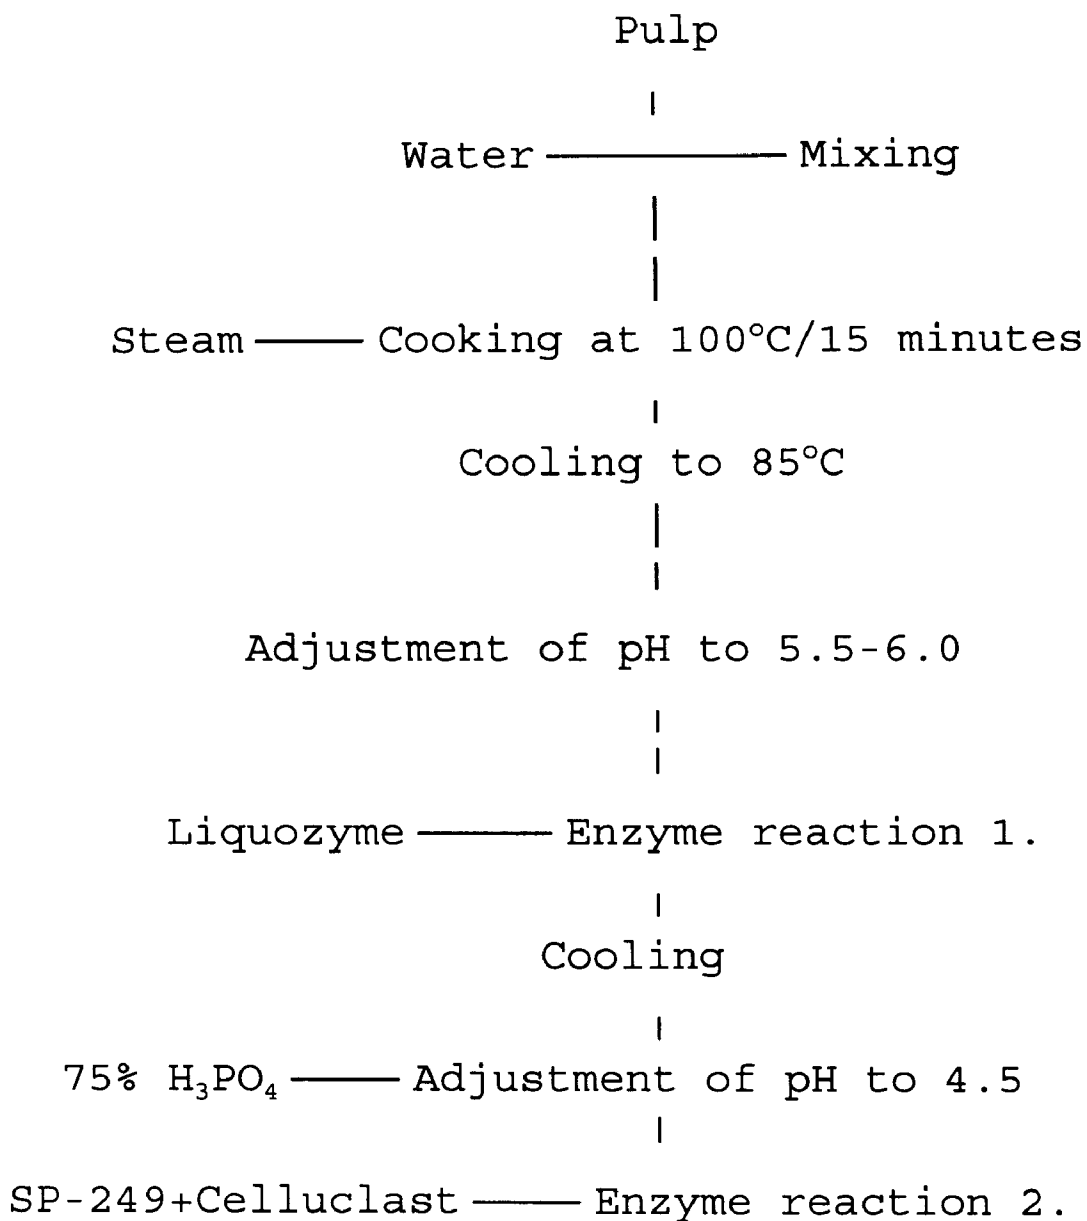 Pulp
Water Mixing
Steam Cooking at 100°C/15 minutes
Cooling to 85°C
Adjustment of pH to 5.5-6.0
Liquozyme Enzyme reaction 1.
Cooling
75% H₃PO₄ Adjustment of pH to 4.5
SP-249+Celluclast Enzyme reaction 2.